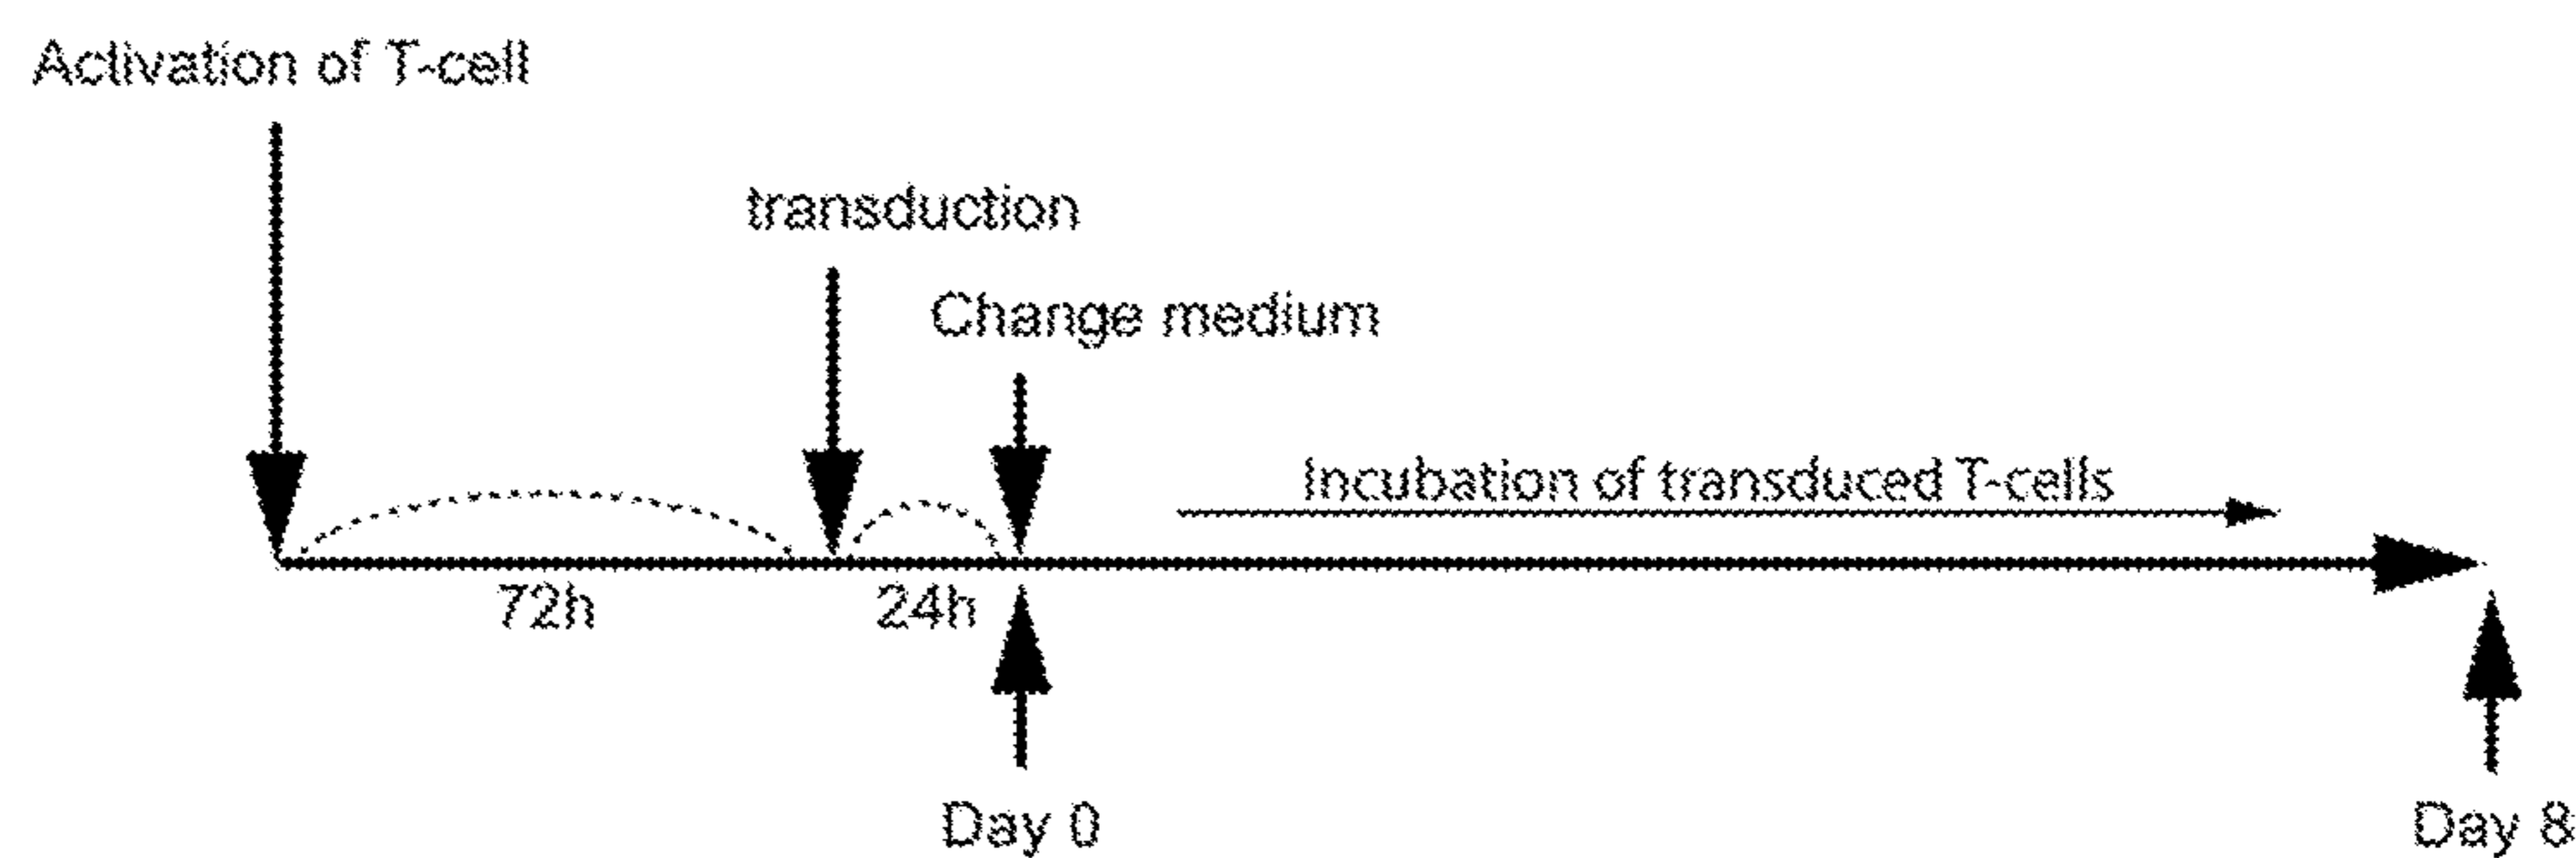 Activation of T-cell
transduction
Change medium
Incubation of transduced T-cells
72h
24h
Day 0
Day 8